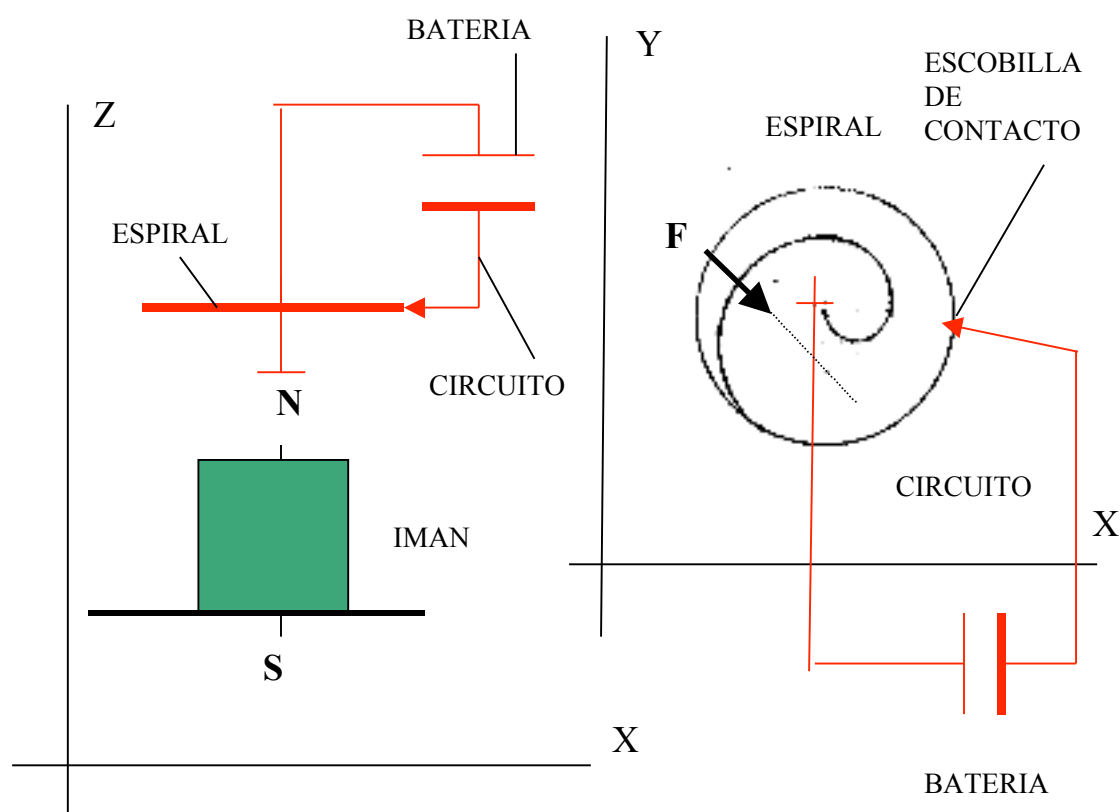 BATERIA
Z
ESPIRAL
CIRCUITO
N
IMAN
S
X
Y
ESCOBILLA
DE
CONTACTO
ESPIRAL
F
CIRCUITO
X
BATERIA